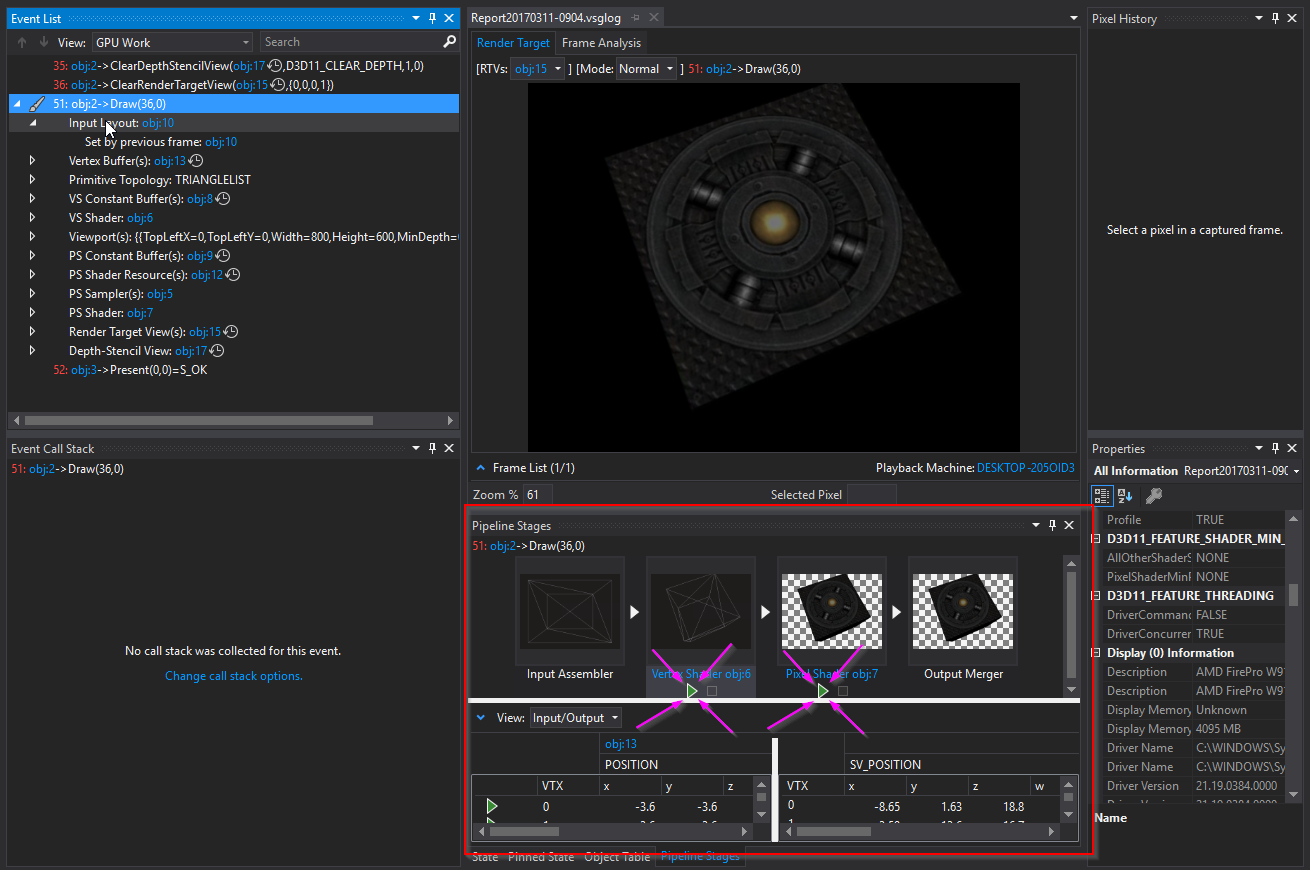 Event List
View: GPU Work Search
35: obj:2->ClearDepthStencilView(obj:17,D3D11_CLEAR_DEPTH,1,0)
36: obj:2->ClearRenderTargetView(obj:15,{0,0,0,1})
51: obj:2->Draw(36,0)
Input Layout: obj:10
Set by previous frame: obj:10
Vertex Buffer(s): obj:13
Primitive Topology: TRIANGLELIST
VS Constant Buffer(s): obj:8
VS Shader: obj:6
Viewport(s): {{TopLeftX=0,TopLeftY=0,Width=800,Height=600,MinDepth=
PS Constant Buffer(s): obj:9
PS Shader Resource(s): obj:12
PS Sampler(s): obj:5
PS Shader: obj:7
Render Target View(s): obj:15
Depth-Stencil View: obj:17
52: obj:3->Present(0,0)=S_OK
Event Call Stack
51: obj:2->Draw(36,0)
No call stack was collected for this event.
Change call stack options.
Report20170311-0904.vsglog
Render Target Frame Analysis
[RTVs: obj:15 ] [Mode: Normal ] 51: obj:2->Draw(36,0)
Frame List (1/1) Playback Machine: DESKTOP-205OID3
Zoom % 61 Selected Pixel
Pipeline Stages
51: obj:2->Draw(36,0)
Input Assembler Vertex Shader obj:6 Pixel Shader obj:7 Output Merger
View: Input/Output
obj:13
POSITION SV_POSITION
VTX x y z VTX x y z w
0 -3.6 -3.6 0 -8.65 1.63 18.8
State Pinned State Object Table Pipeline Stages
Pixel History
Select a pixel in a captured frame.
Properties
All Information Report20170311-090
Profile TRUE
D3D11_FEATURE_SHADER_MIN_
AllOtherShaderS NONE
PixelShaderMinP NONE
D3D11_FEATURE_THREADING
DriverComman FALSE
DriverConcurren TRUE
Display (0) Information
Description AMD FirePro W9
Description AMD FirePro W9
Display Memory Unknown
Display Memory 4095 MB
Driver Name C:\WINDOWS\Sy
Driver Name C:\WINDOWS\Sy
Driver Version 21.19.0384.0000
Name